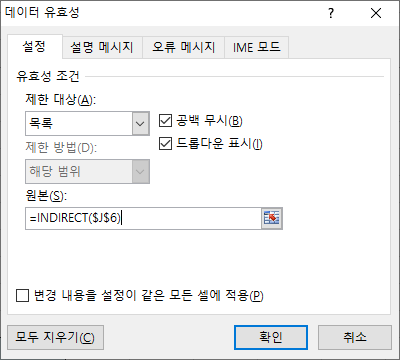 데이터 유효성 ? ×
설정 설명 메시지 오류 메시지 IME 모드
유효성 조건
제한 대상(A):
목록 공백 무시(B)
제한 방법(D): 드롭다운 표시(I)
해당 범위
원본(S):
=INDIRECT($J$6)
변경 내용을 설정이 같은 모든 셀에 적용(P)
모두 지우기(C) 확인 취소